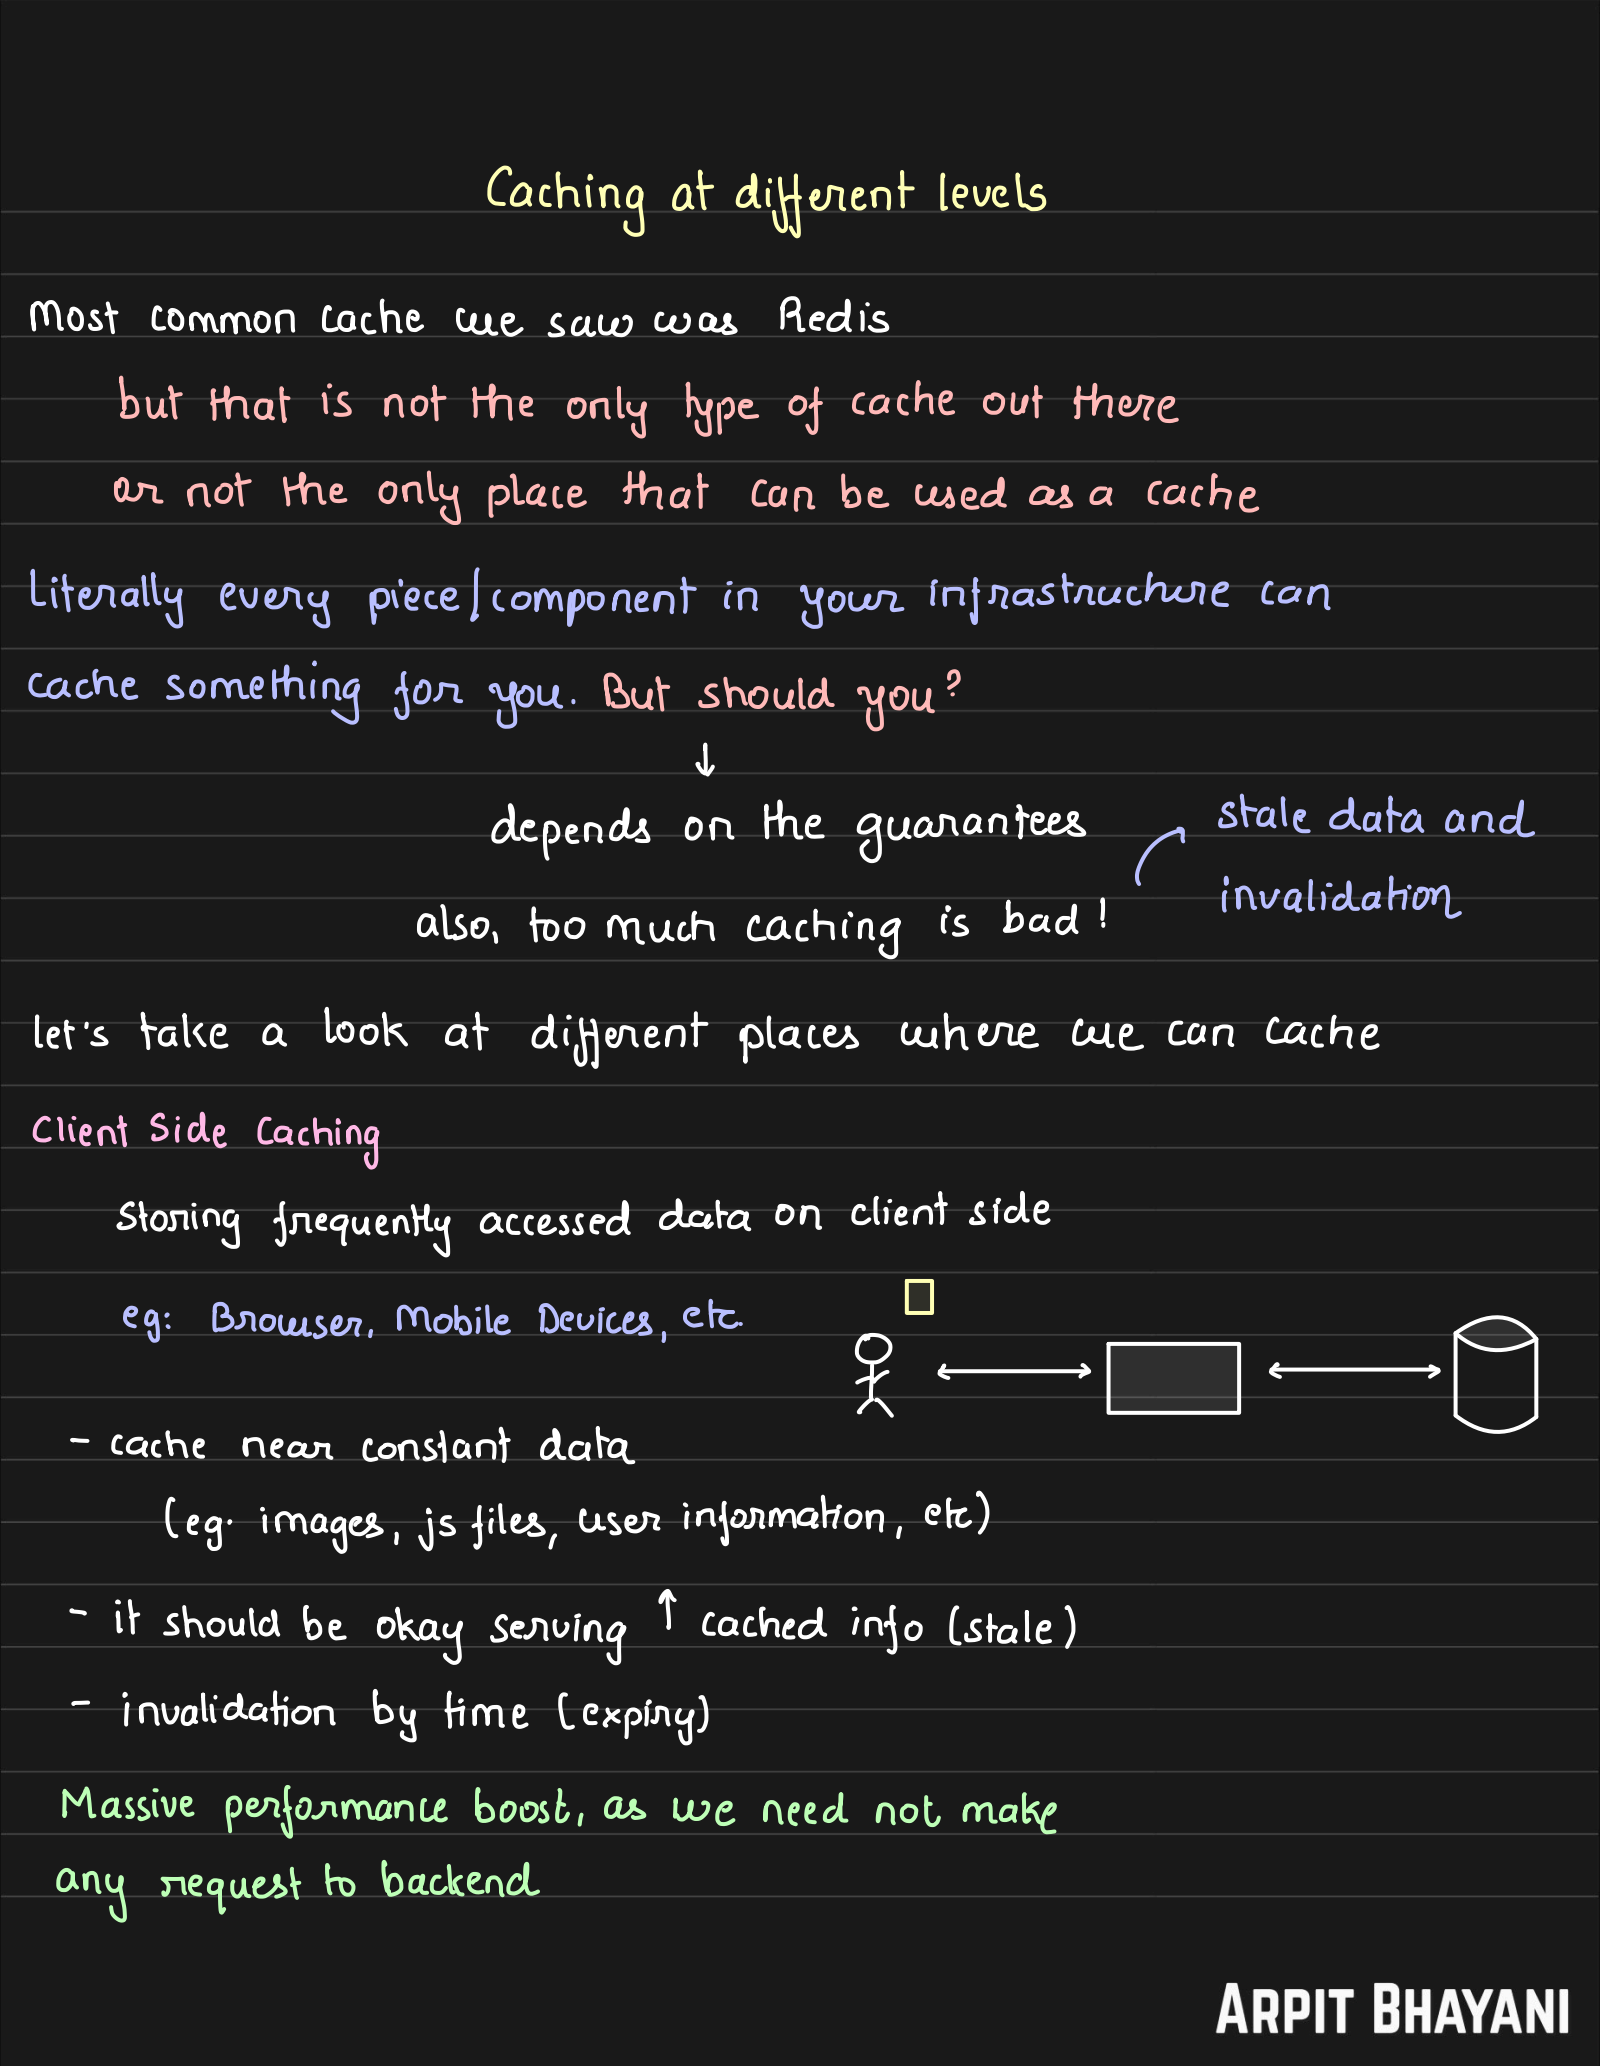 Caching at different levels
Most common cache we saw was Redis
but that is not the only type of cache out there
or not the only place that can be used as a cache
Literally every piece/component in your infrastructure can
cache something for you. But should you?
↓
depends on the guarantees
stale data and
invalidation
also, too much caching is bad!
let's take a look at different places where we can cache
Client Side Caching
Storing frequently accessed data on client side
eg: Browser, Mobile Devices, etc.
- cache near constant data
(eg. images, js files, user information, etc)
- it should be okay serving ↑ cached info (stale)
- invalidation by time (expiry)
Massive performance boost, as we need not make
any request to backend
ARPIT BHAYANI